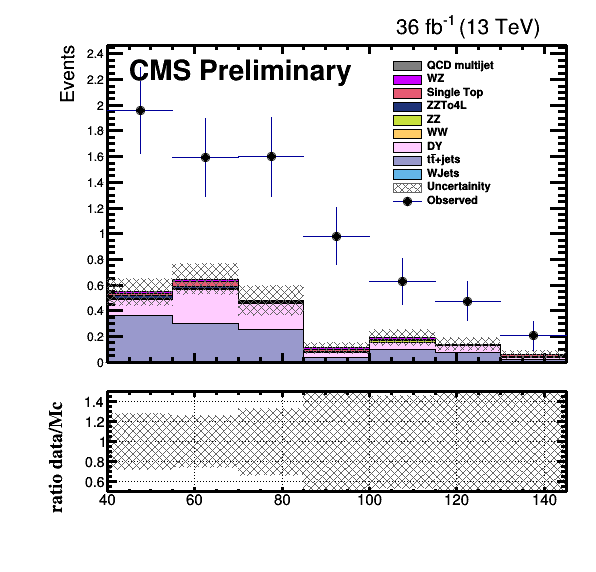 36 fb⁻¹ (13 TeV)
Events
CMS Preliminary
2.4
2.2
2
1.8
1.6
1.4
1.2
1
0.8
0.6
0.4
0.2
0
QCD multijet
WZ
Single Top
ZZTo4L
ZZ
WW
DY
tt̄+jets
WJets
Uncertainity
Observed
ratio data/Mc
1.4
1.2
1
0.8
0.6
40 60 80 100 120 140